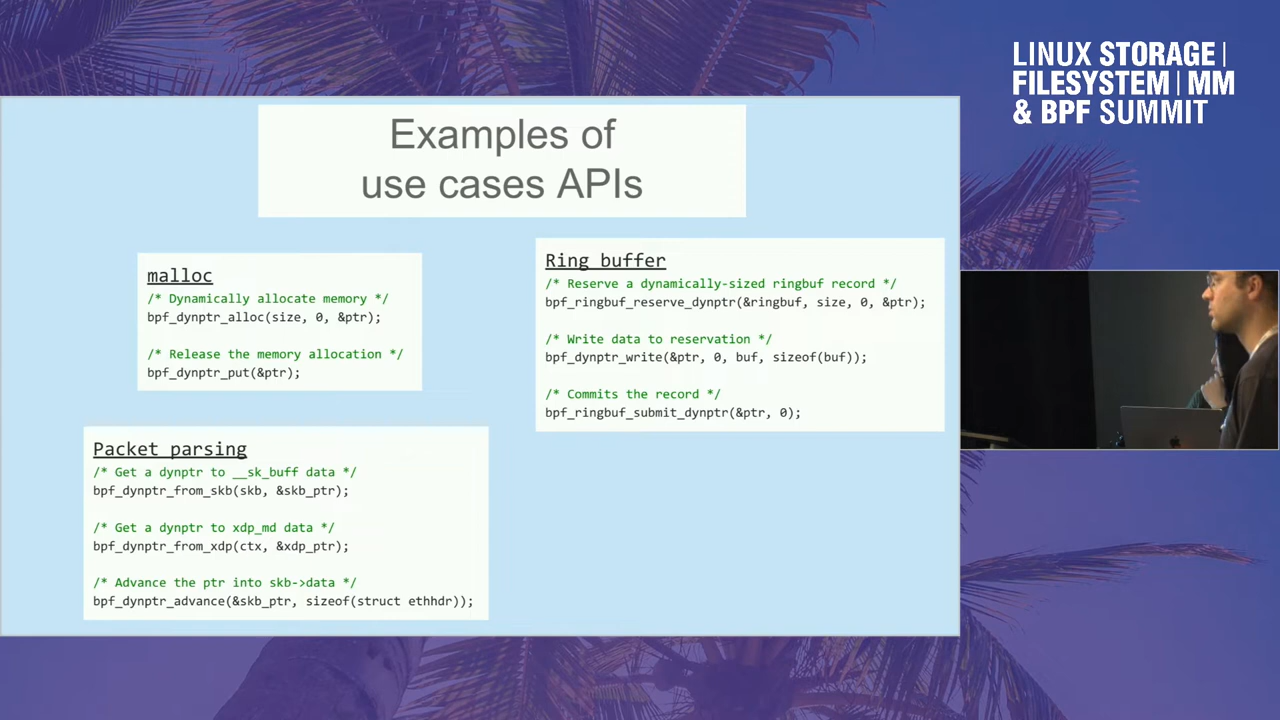 LINUX STORAGE |
FILESYSTEM | MM
& BPF SUMMIT
Examples of
use cases APIs
malloc
/* Dynamically allocate memory */
bpf_dynptr_alloc(size, 0, &ptr);
/* Release the memory allocation */
bpf_dynptr_put(&ptr);
Ring buffer
/* Reserve a dynamically-sized ringbuf record */
bpf_ringbuf_reserve_dynptr(&ringbuf, size, 0, &ptr);
/* Write data to reservation */
bpf_dynptr_write(&ptr, 0, buf, sizeof(buf));
/* Commits the record */
bpf_ringbuf_submit_dynptr(&ptr, 0);
Packet parsing
/* Get a dynptr to __sk_buff data */
bpf_dynptr_from_skb(skb, &skb_ptr);
/* Get a dynptr to xdp_md data */
bpf_dynptr_from_xdp(ctx, &xdp_ptr);
/* Advance the ptr into skb->data */
bpf_dynptr_advance(&skb_ptr, sizeof(struct ethhdr));